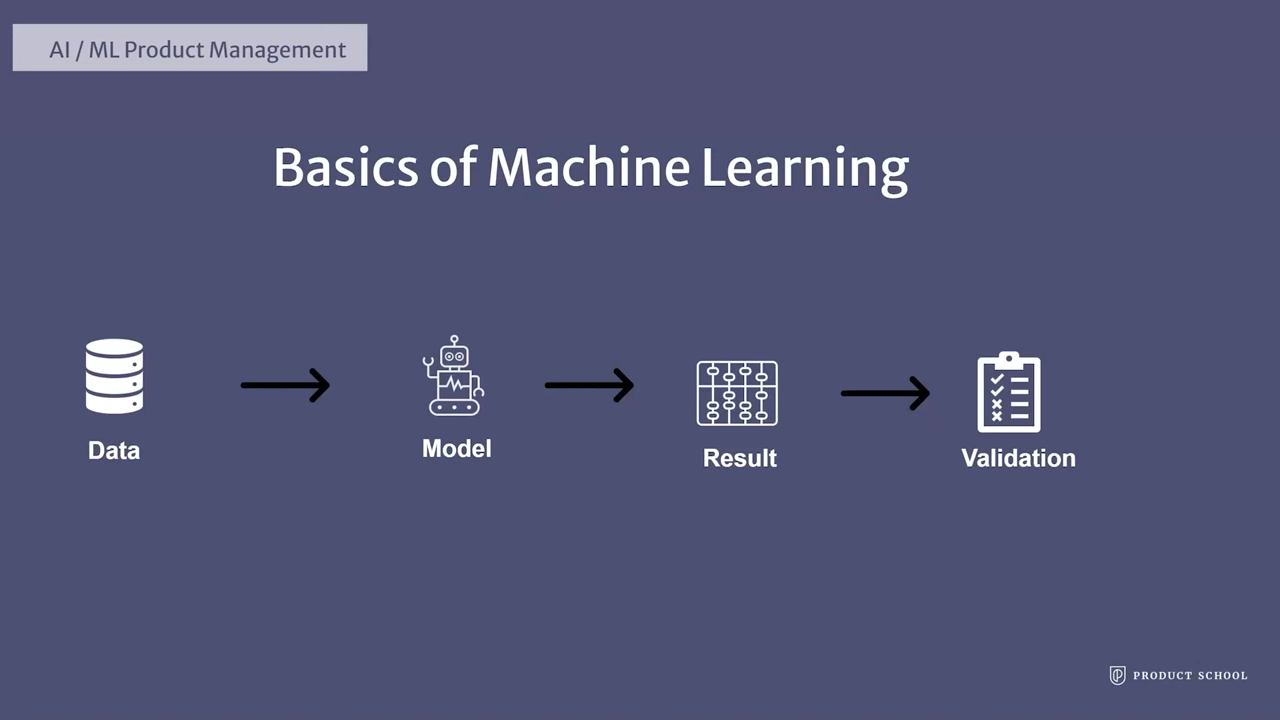 AI / ML Product Management
Basics of Machine Learning
Data
Model
Result
Validation
PRODUCT SCHOOL